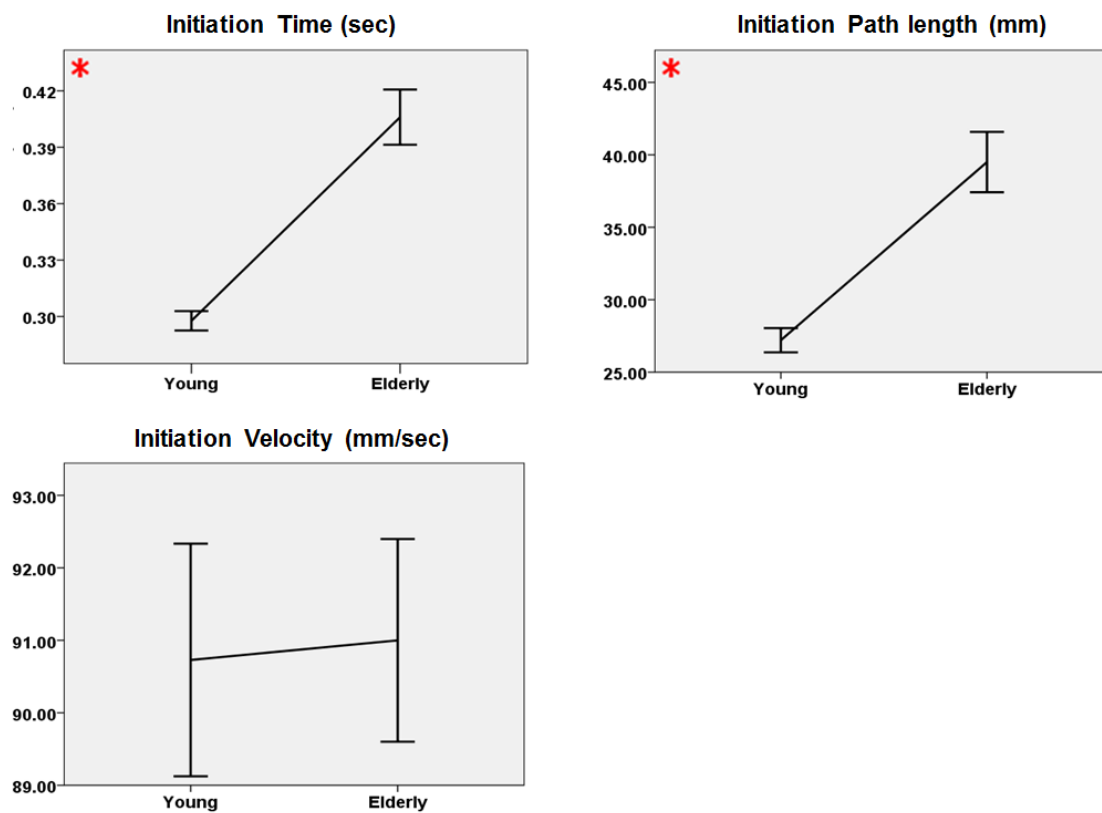 Initiation Time (sec)
*
0.42
0.39
0.36
0.33
0.30
Young Elderly
Initiation Path length (mm)
*
45.00
40.00
35.00
30.00
25.00
Young Elderly
Initiation Velocity (mm/sec)
93.00
92.00
91.00
90.00
89.00
Young Elderly